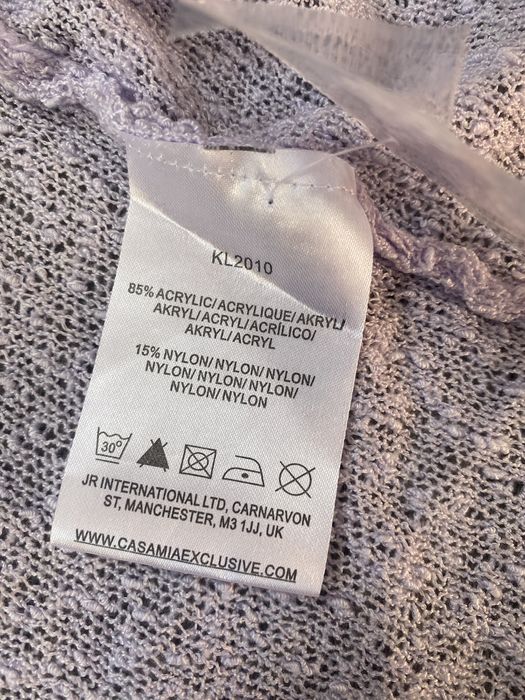 KL2010
85% ACRYLIC/ACRYLIQUE/AKRYL/
AKRYL/ACRYL/ACRÍLICO/
AKRYL/ACRYL
15% NYLON/NYLON/NYLON/
NYLON/NYLON/NYLON/
NYLON/NYLON
30°
JR INTERNATIONAL LTD, CARNARVON
ST, MANCHESTER, M3 1JJ, UK
WWW.CASAMIAEXCLUSIVE.COM